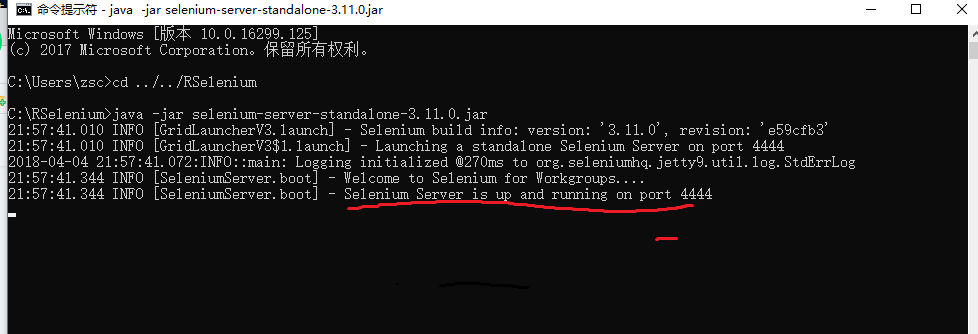 命令提示符 - java  -jar selenium-server-standalone-3.11.0.jar
Microsoft Windows [版本 10.0.16299.125]
(c) 2017 Microsoft Corporation。保留所有权利。
C:\Users\zsc>cd ../../RSelenium
C:\RSelenium>java -jar selenium-server-standalone-3.11.0.jar
21:57:41.010 INFO [GridLauncherV3.launch] - Selenium build info: version: '3.11.0', revision: 'e59cfb3'
21:57:41.010 INFO [GridLauncherV3$1.launch] - Launching a standalone Selenium Server on port 4444
2018-04-04 21:57:41.072:INFO::main: Logging initialized @270ms to org.seleniumhq.jetty9.util.log.StdErrLog
21:57:41.344 INFO [SeleniumServer.boot] - Welcome to Selenium for Workgroups....
21:57:41.344 INFO [SeleniumServer.boot] - Selenium Server is up and running on port 4444